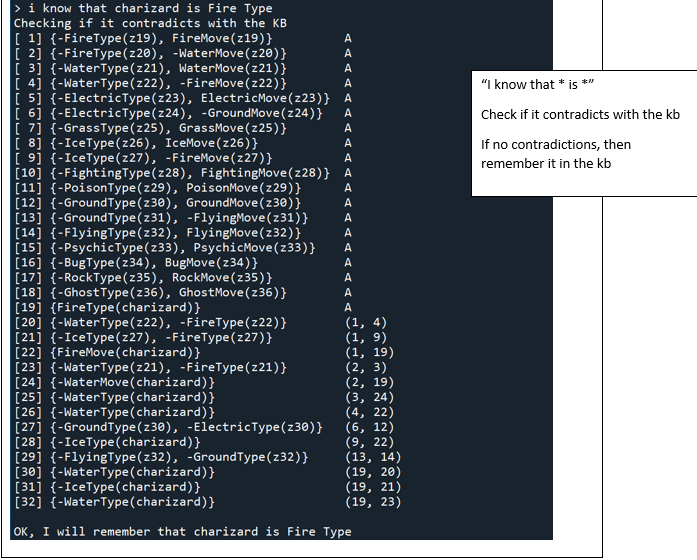 > i know that charizard is Fire Type
Checking if it contradicts with the KB
[ 1] {-FireType(z19), FireMove(z19)} A
[ 2] {-FireType(z20), -WaterMove(z20)} A
[ 3] {-WaterType(z21), WaterMove(z21)} A
[ 4] {-WaterType(z22), -FireMove(z22)} A
[ 5] {-ElectricType(z23), ElectricMove(z23)} A
[ 6] {-ElectricType(z24), -GroundMove(z24)} A
[ 7] {-GrassType(z25), GrassMove(z25)} A
[ 8] {-IceType(z26), IceMove(z26)} A
[ 9] {-IceType(z27), -FireMove(z27)} A
[10] {-FightingType(z28), FightingMove(z28)} A
[11] {-PoisonType(z29), PoisonMove(z29)} A
[12] {-GroundType(z30), GroundMove(z30)} A
[13] {-GroundType(z31), -FlyingMove(z31)} A
[14] {-FlyingType(z32), FlyingMove(z32)} A
[15] {-PsychicType(z33), PsychicMove(z33)} A
[16] {-BugType(z34), BugMove(z34)} A
[17] {-RockType(z35), RockMove(z35)} A
[18] {-GhostType(z36), GhostMove(z36)} A
[19] {FireType(charizard)} A
[20] {-WaterType(z22), -FireType(z22)} (1, 4)
[21] {-IceType(z27), -FireType(z27)} (1, 9)
[22] {FireMove(charizard)} (1, 19)
[23] {-WaterType(z21), -FireType(z21)} (2, 3)
[24] {-WaterMove(charizard)} (2, 19)
[25] {-WaterType(charizard)} (3, 24)
[26] {-WaterType(charizard)} (4, 22)
[27] {-GroundType(z30), -ElectricType(z30)} (6, 12)
[28] {-IceType(charizard)} (9, 22)
[29] {-FlyingType(z32), -GroundType(z32)} (13, 14)
[30] {-WaterType(charizard)} (19, 20)
[31] {-IceType(charizard)} (19, 21)
[32] {-WaterType(charizard)} (19, 23)
OK, I will remember that charizard is Fire Type
“I know that * is *”
Check if it contradicts with the kb
If no contradictions, then
remember it in the kb